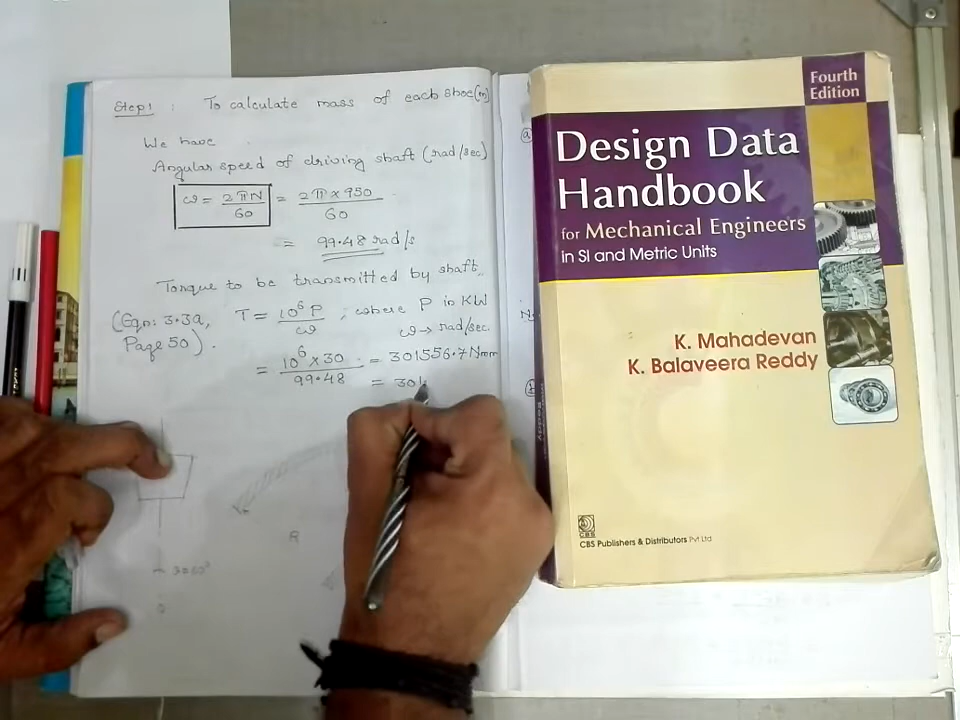 Step 1 : To calculate mass of each shoe(m)
We have
Angular speed of driving shaft (rad/sec)
ω = 2πN/60 = 2π×950/60
= 99.48 rad/s
Torque to be transmitted by shaft
(Eqn: 3.3a, Page 50). T = 10⁶P/ω ; where P in KW
ω → rad/sec.
= 10⁶×30/99.48 = 301556.7 Nmm
= 301
R
Fourth
Edition
Design Data
Handbook
for Mechanical Engineers
in SI and Metric Units
K. Mahadevan
K. Balaveera Reddy
CBS
CBS Publishers & Distributors Pvt Ltd